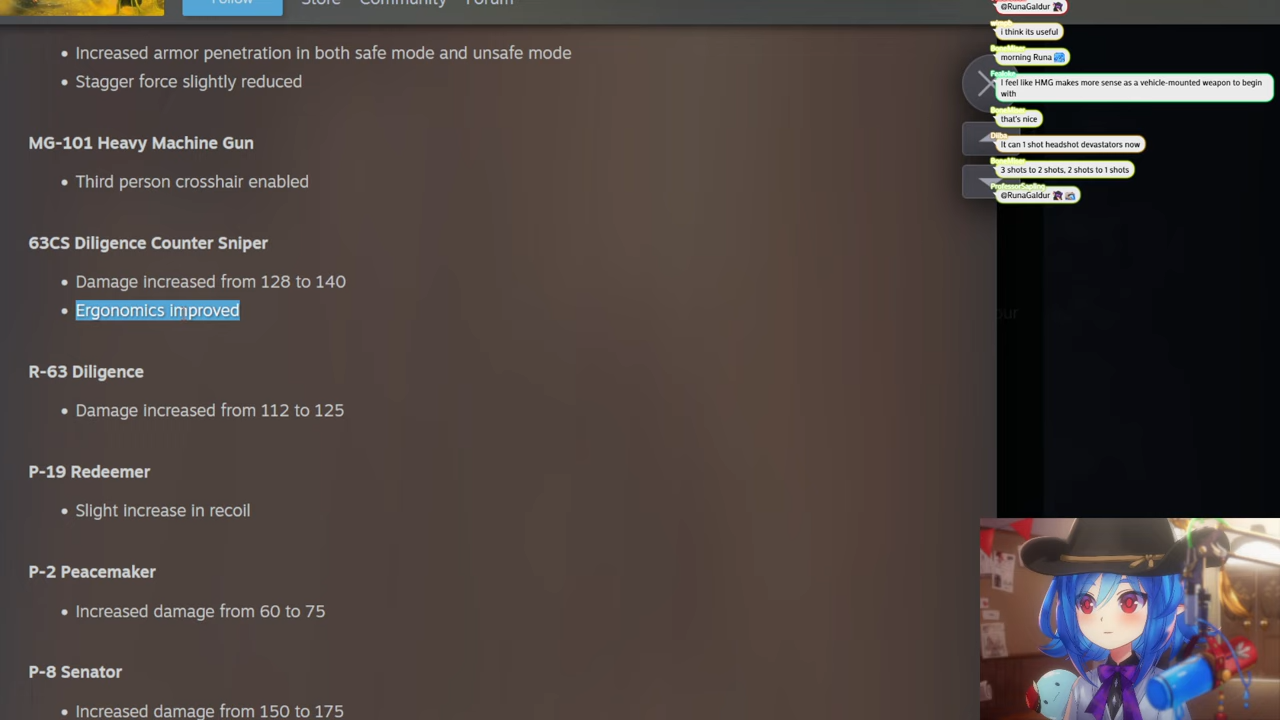 Follow
Store
Community
Forum
Increased armor penetration in both safe mode and unsafe mode
Stagger force slightly reduced
MG-101 Heavy Machine Gun
Third person crosshair enabled
63CS Diligence Counter Sniper
Damage increased from 128 to 140
Ergonomics improved
R-63 Diligence
Damage increased from 112 to 125
P-19 Redeemer
Slight increase in recoil
P-2 Peacemaker
Increased damage from 60 to 75
P-8 Senator
Increased damage from 150 to 175
@RunaGaldur
i think its useful
morning Runa
I feel like HMG makes more sense as a vehicle-mounted weapon to begin
with
that's nice
It can 1 shot headshot devastators now
3 shots to 2 shots, 2 shots to 1 shots
ProfessorSapling
@RunaGaldur